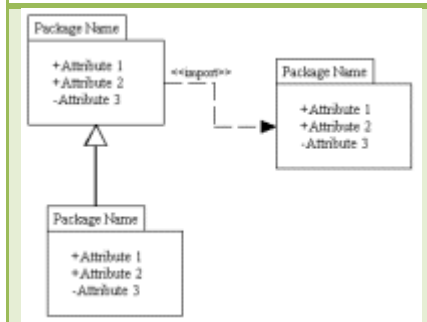 Package Name
+Attribute 1
+Attribute 2
-Attribute 3
<<import>>
Package Name
+Attribute 1
+Attribute 2
-Attribute 3
Package Name
+Attribute 1
+Attribute 2
-Attribute 3